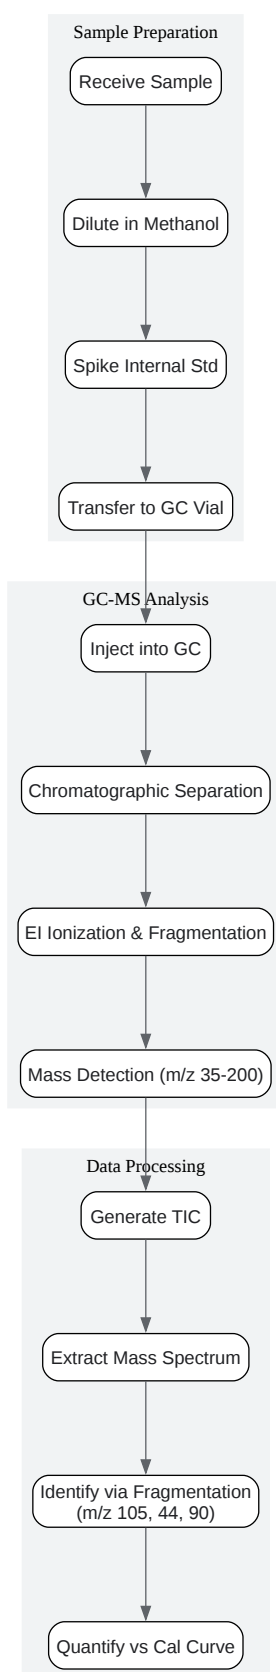 Sample Preparation
Receive Sample
Dilute in Methanol
Spike Internal Std
Transfer to GC Vial
GC-MS Analysis
Inject into GC
Chromatographic Separation
EI Ionization & Fragmentation
Mass Detection (m/z 35-200)
Data Processing
Generate TIC
Extract Mass Spectrum
Identify via Fragmentation
(m/z 105, 44, 90)
Quantify vs Cal Curve